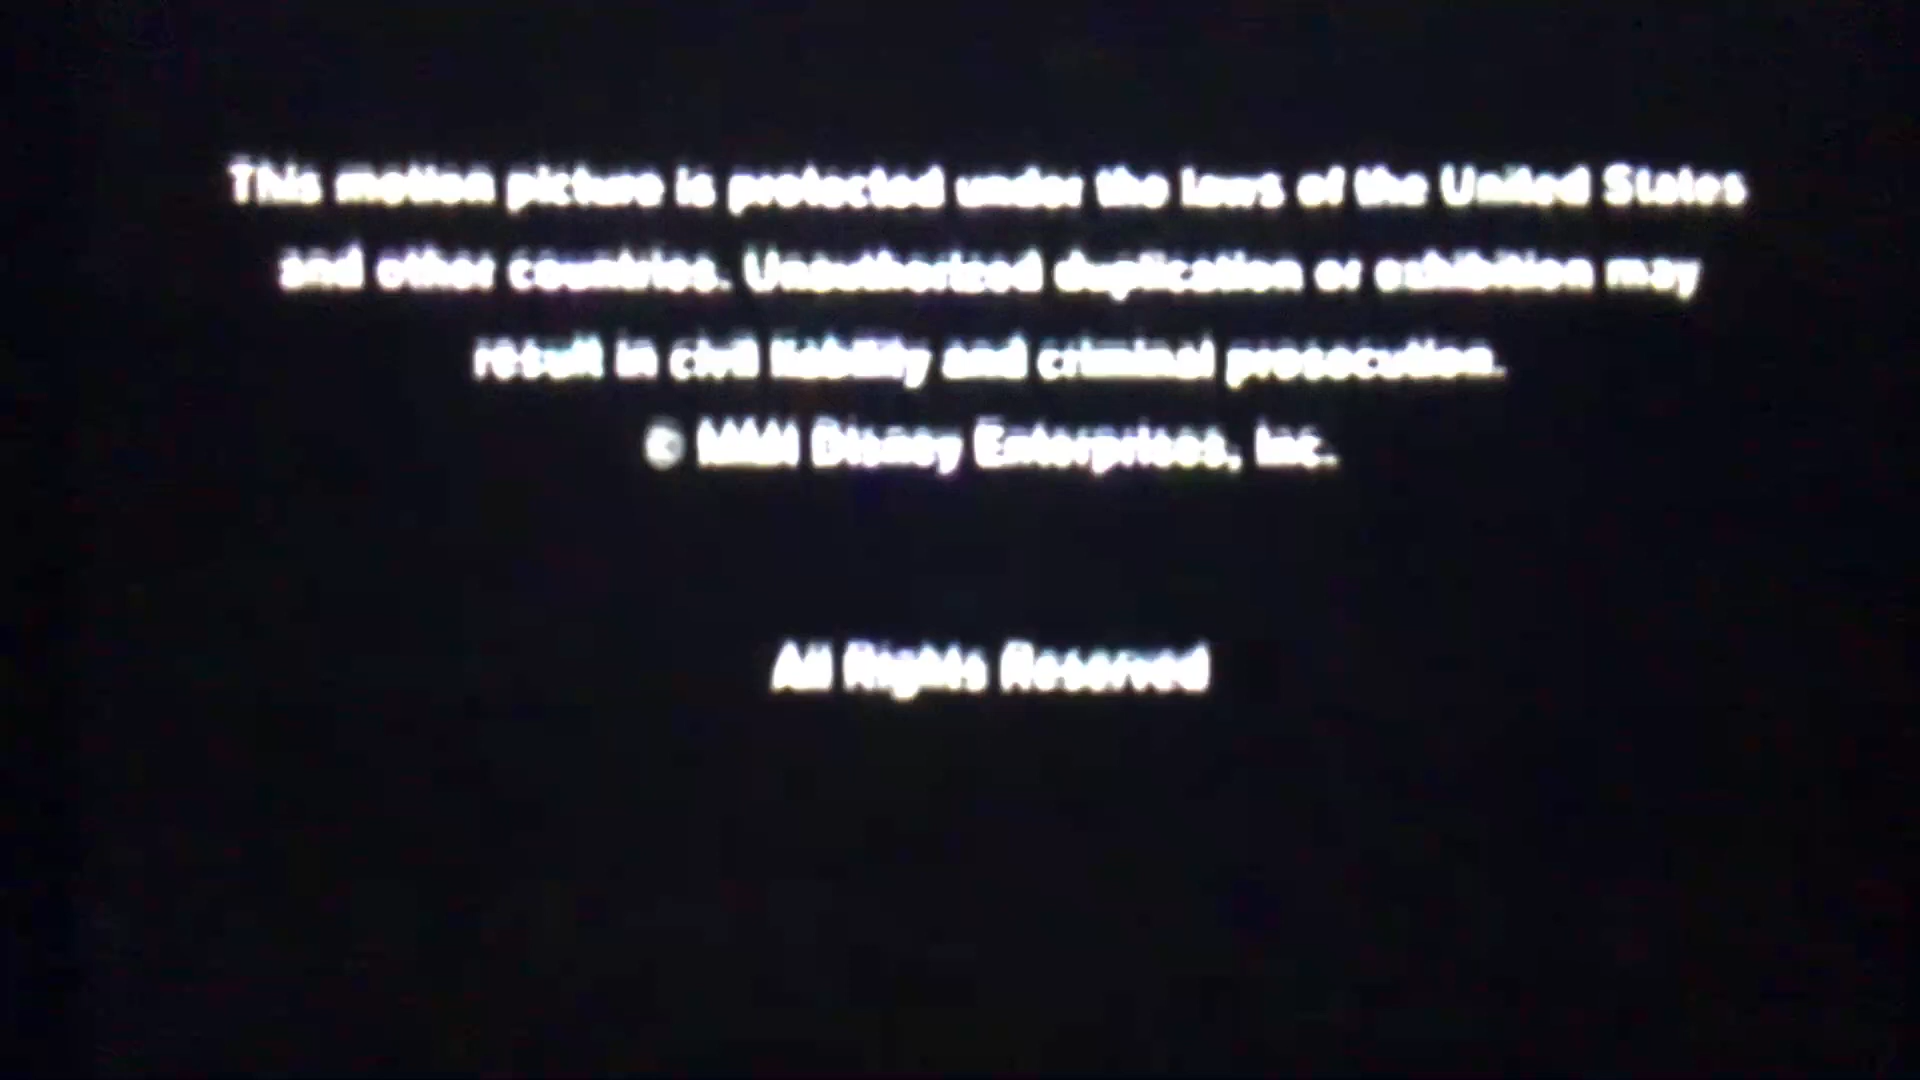 This motion picture is protected under the laws of the United States
and other countries. Unauthorized duplication or exhibition may
result in civil liability and criminal prosecution.
© Disney Enterprises, Inc.
All Rights Reserved